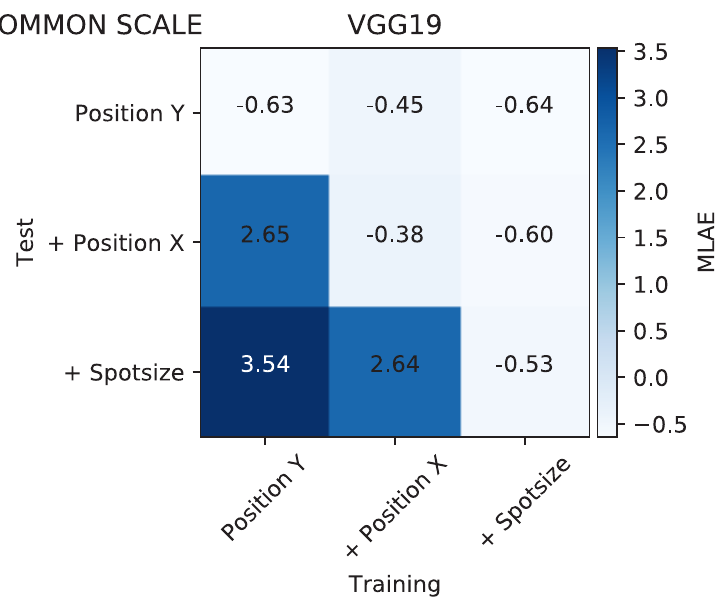 OMMON SCALE VGG19
Position Y -0.63 -0.45 -0.64
+ Position X 2.65 -0.38 -0.60
+ Spotsize 3.54 2.64 -0.53
Test
Position Y + Position X + Spotsize
Training
3.5
3.0
2.5
2.0
1.5
1.0
0.5
0.0
−0.5
MLAE